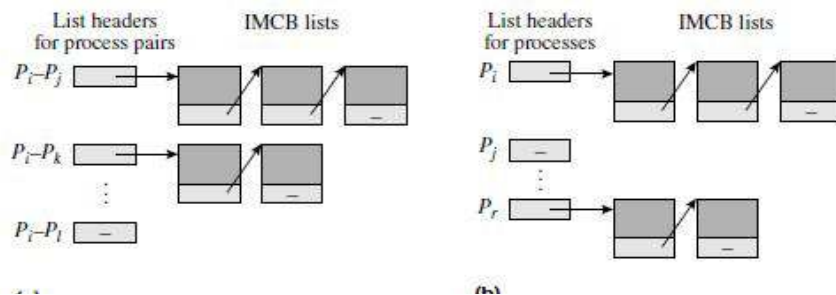 List headers
for process pairs
IMCB lists
Pi–Pj
–
Pi–Pk
–
⋮
Pi–Pl
–
List headers
for processes
IMCB lists
Pi
–
Pj
–
⋮
Pr
–
(b)